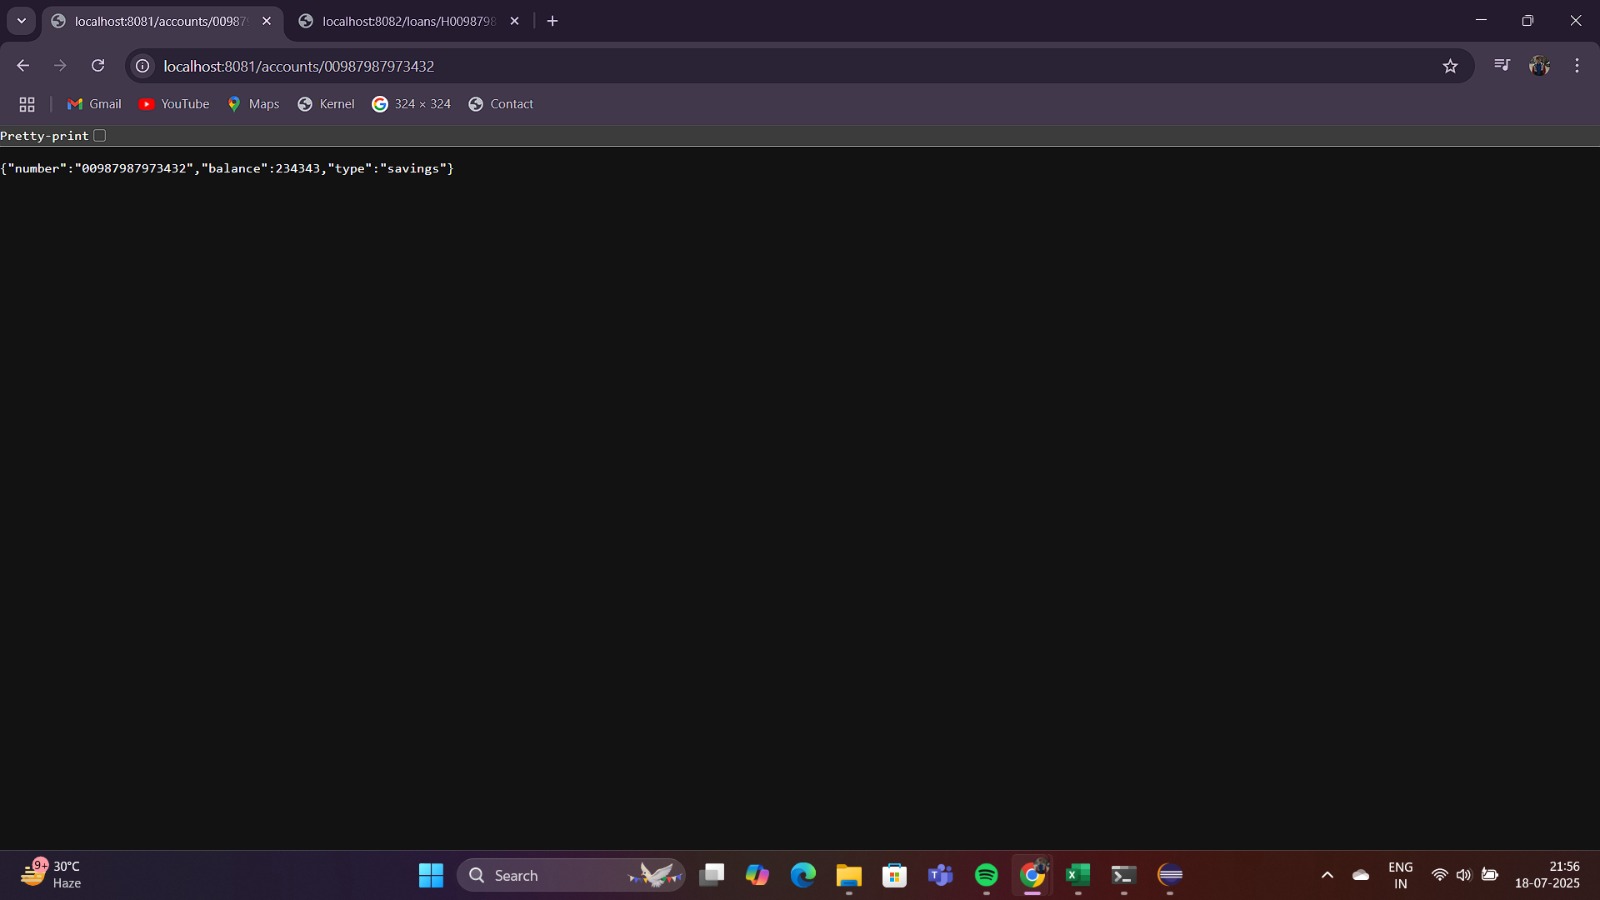 localhost:8081/accounts/00987
localhost:8082/loans/H0098798
localhost:8081/accounts/00987987973432
Gmail
YouTube
Maps
Kernel
324 × 324
Contact
Pretty-print
{"number":"00987987973432","balance":234343,"type":"savings"}
9+
30°C
Haze
Search
ENG
IN
21:56
18-07-2025